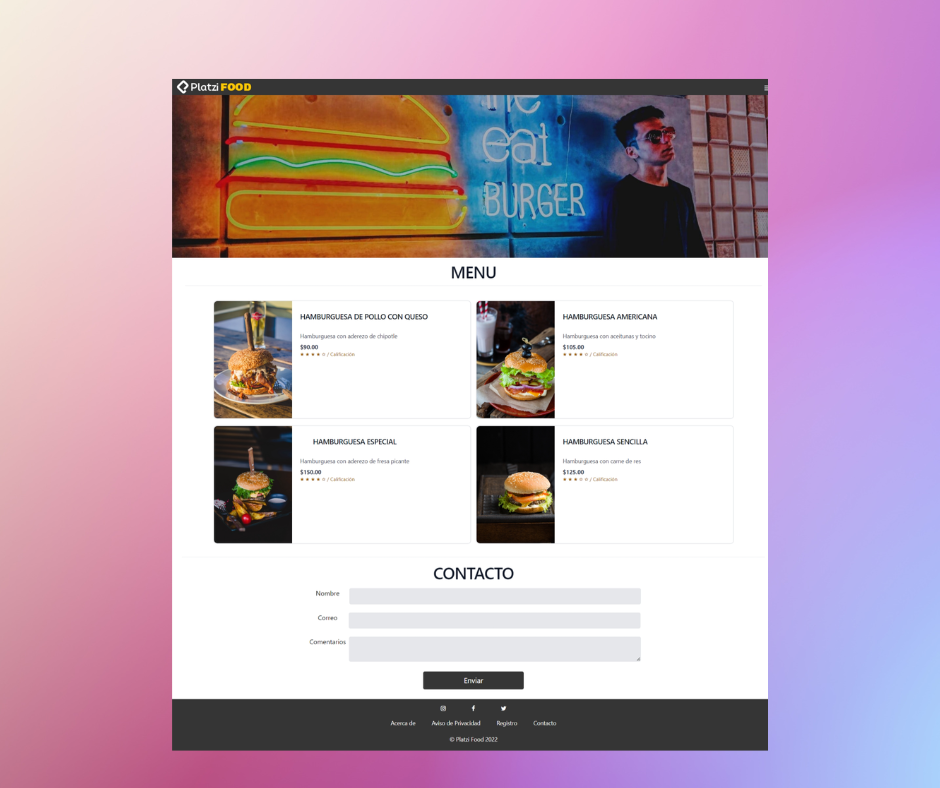 Platzi FOOD
the
eat
BURGER
MENU
HAMBURGUESA DE POLLO CON QUESO
Hamburguesa con aderezo de chipotle
$90.00
★ ★ ★ ★ ☆ / Calificación
HAMBURGUESA AMERICANA
Hamburguesa con aceitunas y tocino
$105.00
★ ★ ★ ★ ☆ / Calificación
HAMBURGUESA ESPECIAL
Hamburguesa con aderezo de fresa picante
$150.00
★ ★ ★ ★ ☆ / Calificación
HAMBURGUESA SENCILLA
Hamburguesa con carne de res
$125.00
★ ★ ★ ☆ ☆ / Calificación
CONTACTO
Nombre
Correo
Comentarios
Enviar
Acerca de Aviso de Privacidad Registro Contacto
© Platzi Food 2022